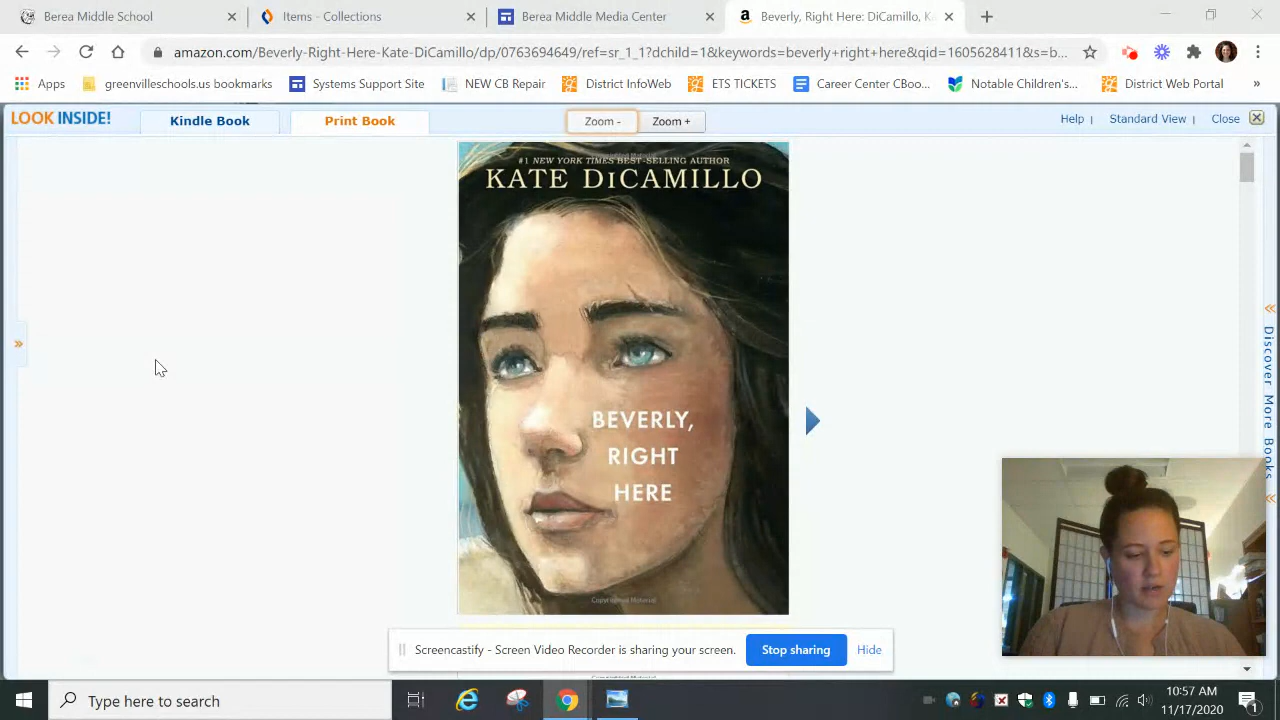 Berea Middle School
Items - Collections
Berea Middle Media Center
Beverly, Right Here: DiCamillo, K
amazon.com/Beverly-Right-Here-Kate-DiCamillo/dp/0763694649/ref=sr_1_1?dchild=1&keywords=beverly+right+here&qid=1605628411&s=b...
Apps
greenvilleschool.us bookmarks
Systems Support Site
NEW CB Repair
District InfoWeb
ETS TICKETS
Career Center CBoo...
Notable Children's...
District Web Portal
»
LOOK INSIDE!
Kindle Book
Print Book
Zoom -
Zoom +
Help |
Standard View |
Close
#1 NEW YORK TIMES BEST-SELLING AUTHOR
KATE DiCAMILLO
BEVERLY,
RIGHT
HERE
Copyrighted Material
Discover More Books
Screencastify - Screen Video Recorder is sharing your screen.
Stop sharing
Hide
Type here to search
10:57 AM
11/17/2020